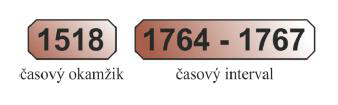 1518 1764 - 1767
časový okamžik časový interval